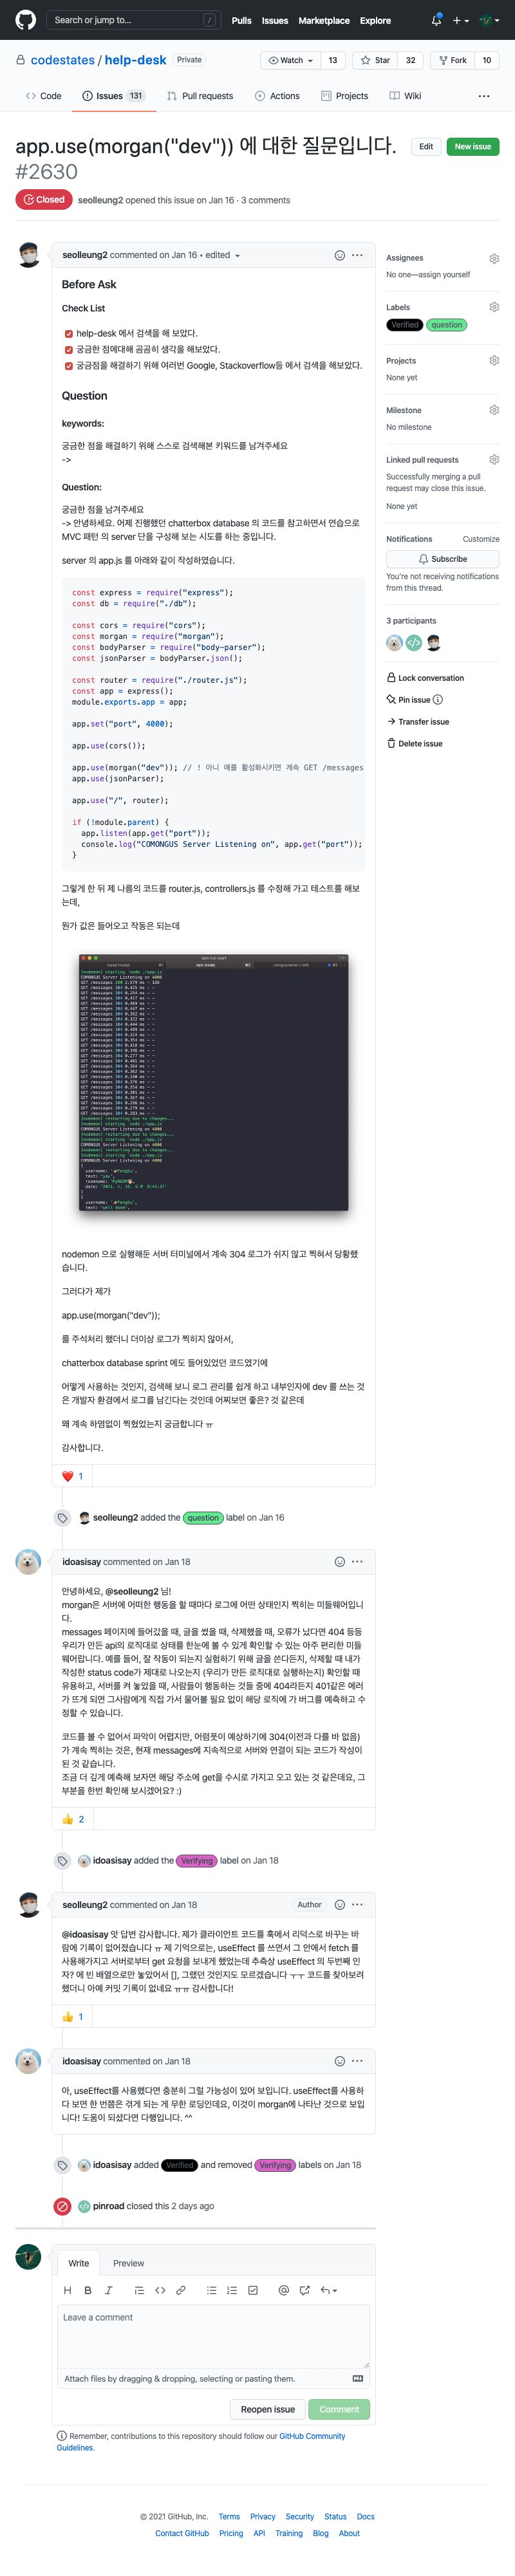 Search or jump to...
/
Pulls Issues Marketplace Explore
codestates / help-desk Private
Watch 13 Star 32 Fork 10
Code Issues 131 Pull requests Actions Projects Wiki
app.use(morgan("dev")) 에 대한 질문입니다.
#2630
Edit New issue
Closed seolleung2 opened this issue on Jan 16 · 3 comments
seolleung2 commented on Jan 16 • edited
Before Ask
Check List
help-desk 에서 검색을 해 보았다.
궁금한 점에대해 곰곰히 생각을 해보았다.
궁금점을 해결하기 위해 여러번 Google, Stackoverflow등 에서 검색을 해보았다.
Question
keywords:
궁금한 점을 해결하기 위해 스스로 검색해본 키워드를 남겨주세요
->
Question:
궁금한 점을 남겨주세요
-> 안녕하세요. 어제 진행했던 chatterbox database 의 코드를 참고하면서 연습으로
MVC 패턴 의 server 단을 구성해 보는 시도를 하는 중입니다.
server 의 app.js 를 아래와 같이 작성하였습니다.
const express = require("express");
const db = require("./db");
const cors = require("cors");
const morgan = require("morgan");
const bodyParser = require("body-parser");
const jsonParser = bodyParser.json();
const router = require("./router.js");
const app = express();
module.exports.app = app;
app.set("port", 4000);
app.use(cors());
app.use(morgan("dev")); // ! 아니 얘를 활성화시키면 계속 GET /messages
app.use(jsonParser);
app.use("/", router);
if (!module.parent) {
app.listen(app.get("port"));
console.log("COMONGUS Server Listening on", app.get("port"));
}
그렇게 한 뒤 제 나름의 코드를 router.js, controllers.js 를 수정해 가고 테스트를 해보
는데,
뭔가 값은 들어오고 작동은 되는데
[nodemon] starting `node ./app.js`
COMONGUS Server Listening on 4000
[nodemon] restarting due to changes...
[nodemon] starting `node ./app.js`
COMONGUS Server Listening on 4000
nodemon 으로 실행해둔 서버 터미널에서 계속 304 로그가 쉬지 않고 찍혀서 당황했
습니다.
그러다가 제가
app.use(morgan("dev"));
를 주석처리 했더니 더이상 로그가 찍히지 않아서,
chatterbox database sprint 에도 들어있었던 코드였기에
어떻게 사용하는 것인지, 검색해 보니 로그 관리를 쉽게 하고 내부인자에 dev 를 쓰는 것
은 개발자 환경에서 로그를 남긴다는 것인데 어찌보면 좋은? 것 같은데
왜 계속 하염없이 찍혔었는지 궁금합니다 ㅠ
감사합니다.
❤️ 1
seolleung2 added the question label on Jan 16
idoasisay commented on Jan 18
안녕하세요, @seolleung2 님!
morgan은 서버에 어떠한 행동을 할 때마다 로그에 어떤 상태인지 찍히는 미들웨어입니
다.
messages 페이지에 들어갔을 때, 글을 썼을 때, 삭제했을 때, 오류가 났다면 404 등등
우리가 만든 api의 로직대로 상태를 한눈에 볼 수 있게 확인할 수 있는 아주 편리한 미들
웨어랍니다. 예를 들어, 잘 작동이 되는지 실험하기 위해 글을 쓴다든지, 삭제할 때 내가
작성한 status code가 제대로 나오는지 (우리가 만든 로직대로 실행하는지) 확인할 때
유용하고, 서버를 켜 놓았을 때, 사람들이 행동하는 것들 중에 404라든지 401같은 에러
가 뜨게 되면 그사람에게 직접 가서 물어볼 필요 없이 해당 로직에 가 버그를 예측하고 수
정할 수 있습니다.
코드를 볼 수 없어서 파악이 어렵지만, 어렴풋이 예상하기에 304(이전과 다를 바 없음)
가 계속 찍히는 것은, 현재 messages에 지속적으로 서버와 연결이 되는 코드가 작성이
된 것 같습니다.
조금 더 깊게 예측해 보자면 해당 주소에 get을 수시로 가지고 오고 있는 것 같은데요, 그
부분을 한번 확인해 보시겠어요? :)
👍 2
idoasisay added the Verifying label on Jan 18
seolleung2 commented on Jan 18 Author
@idoasisay 앗 답변 감사합니다. 제가 클라이언트 코드를 훅에서 리덕스로 바꾸는 바
람에 기록이 없어졌습니다 ㅠ 제 기억으로는, useEffect 를 쓰면서 그 안에서 fetch 를
사용해가지고 서버로부터 get 요청을 보내게 했었는데 추측상 useEffect 의 두번째 인
자? 에 빈 배열으로만 놓았어서 [], 그랬던 것인지도 모르겠습니다 ㅜㅜ 코드를 찾아보려
했더니 아예 커밋 기록이 없네요 ㅠㅠ 감사합니다!
👍 1
idoasisay commented on Jan 18
아, useEffect를 사용했다면 충분히 그럴 가능성이 있어 보입니다. useEffect를 사용하
다 보면 한 번쯤은 겪게 되는 게 무한 로딩인데요, 이것이 morgan에 나타난 것으로 보입
니다! 도움이 되셨다면 다행입니다. ^^
idoasisay added Verified and removed Verifying labels on Jan 18
pinroad closed this 2 days ago
Write Preview
Leave a comment
Attach files by dragging & dropping, selecting or pasting them.
Reopen issue Comment
Remember, contributions to this repository should follow our GitHub Community
Guidelines.
Assignees
No one—assign yourself
Labels
Verified question
Projects
None yet
Milestone
No milestone
Linked pull requests
Successfully merging a pull
request may close this issue.
None yet
Notifications Customize
Subscribe
You're not receiving notifications
from this thread.
3 participants
Lock conversation
Pin issue
Transfer issue
Delete issue
© 2021 GitHub, Inc. Terms Privacy Security Status Docs
Contact GitHub Pricing API Training Blog About